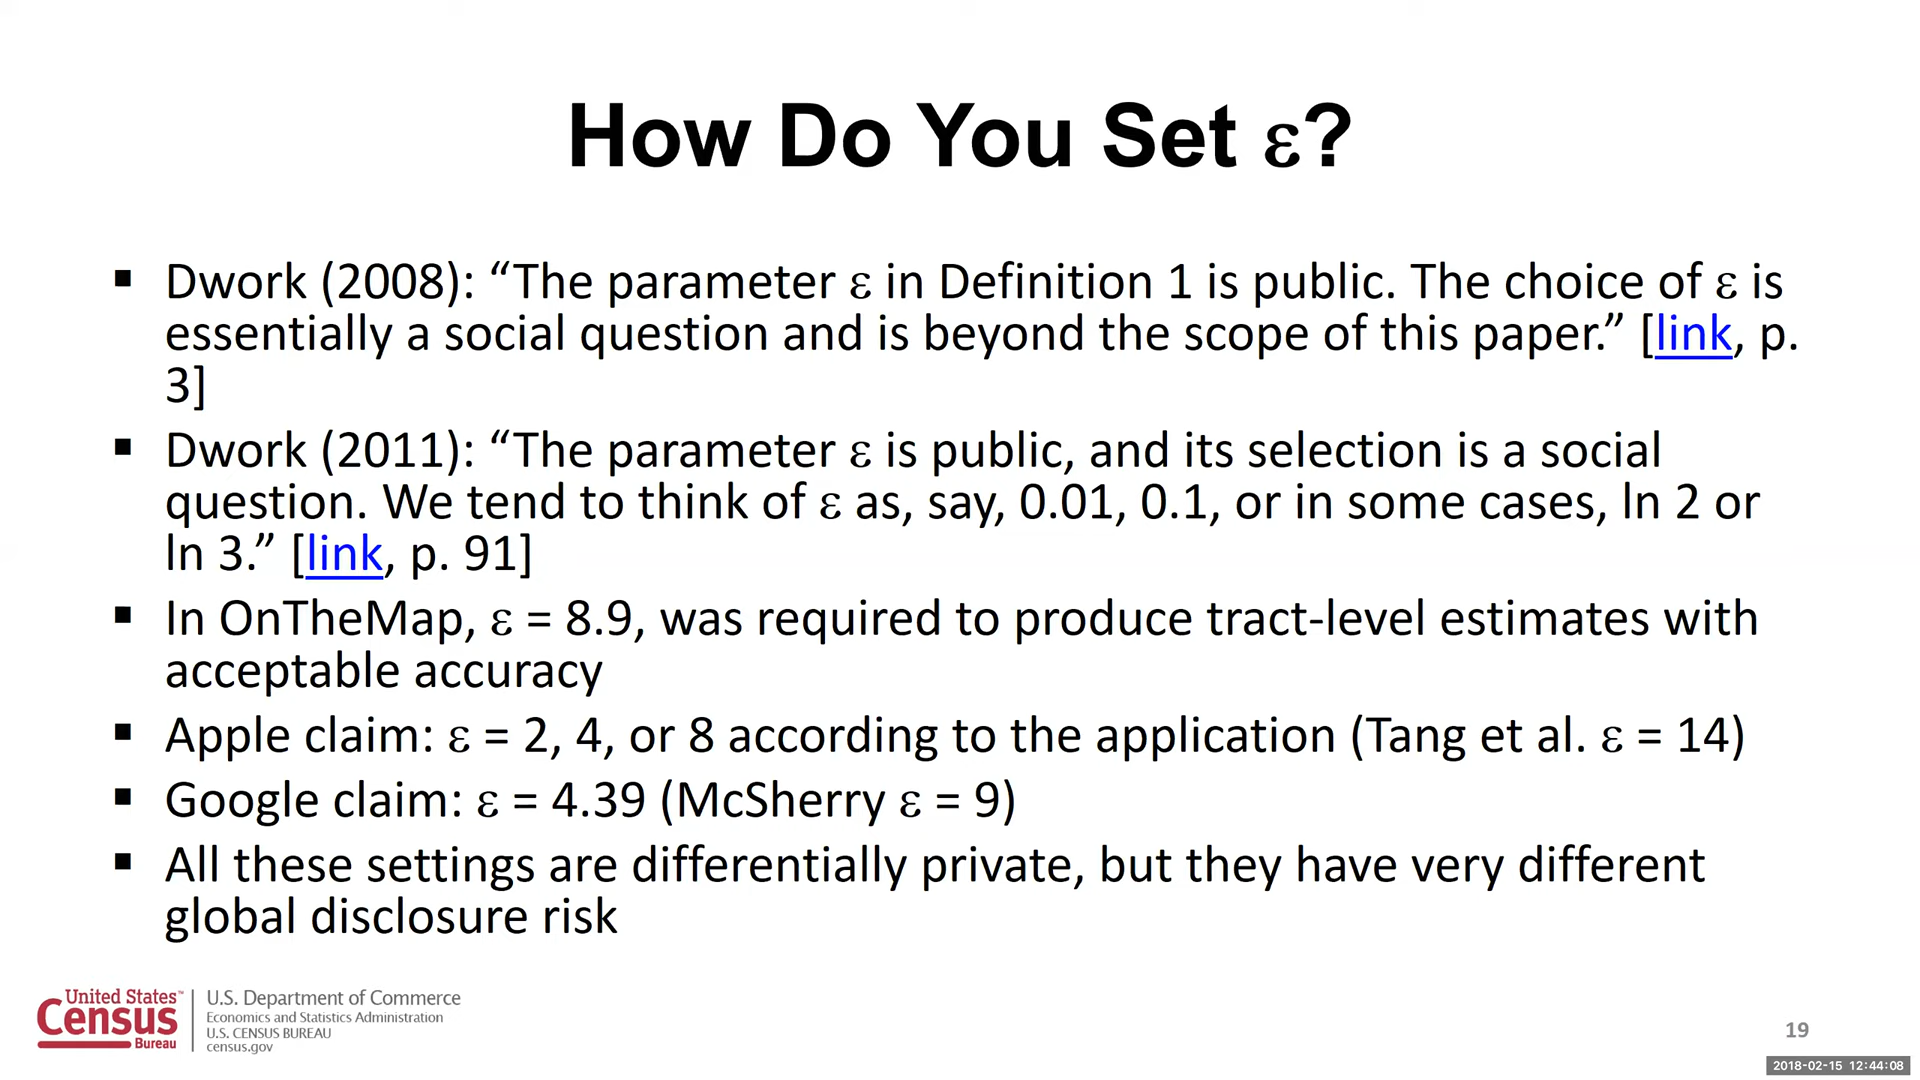 How Do You Set ε?
▪ Dwork (2008): “The parameter ε in Definition 1 is public. The choice of ε is
essentially a social question and is beyond the scope of this paper.” [link, p.
3]
▪ Dwork (2011): “The parameter ε is public, and its selection is a social
question. We tend to think of ε as, say, 0.01, 0.1, or in some cases, ln 2 or
ln 3.” [link, p. 91]
▪ In OnTheMap, ε = 8.9, was required to produce tract-level estimates with
acceptable accuracy
▪ Apple claim: ε = 2, 4, or 8 according to the application (Tang et al. ε = 14)
▪ Google claim: ε = 4.39 (McSherry ε = 9)
▪ All these settings are differentially private, but they have very different
global disclosure risk
United States™
Census
Bureau
U.S. Department of Commerce
Economics and Statistics Administration
U.S. CENSUS BUREAU
census.gov
19
2018-02-15 12:44:08